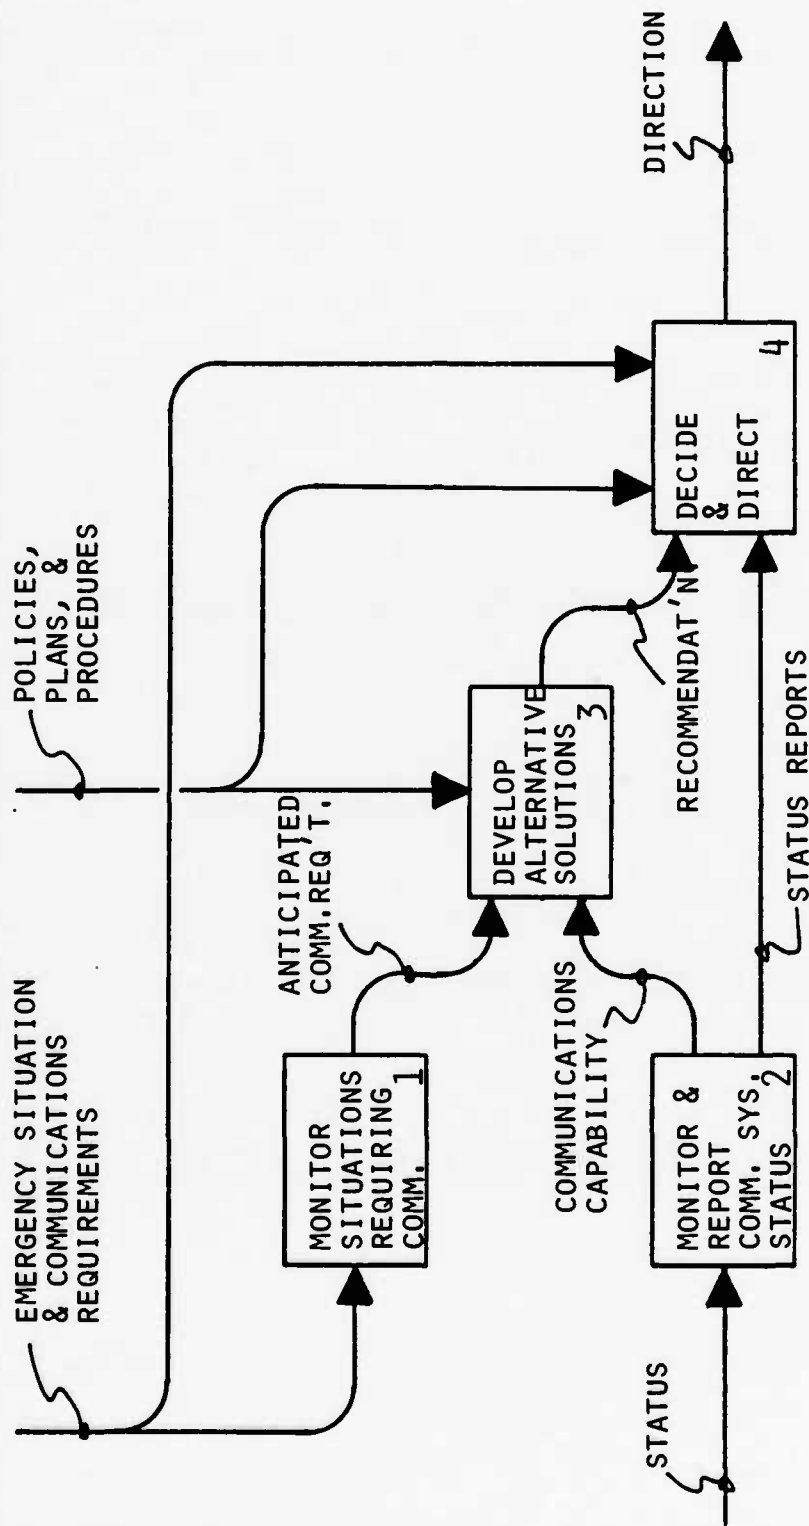 EMERGENCY SITUATION
& COMMUNICATIONS
REQUIREMENTS
POLICIES,
PLANS, &
PROCEDURES
MONITOR
SITUATIONS
REQUIRING
COMM.
1
ANTICIPATED
COMM.REQ'T.
DEVELOP
ALTERNATIVE
SOLUTIONS
3
COMMUNICATIONS
CAPABILITY
RECOMMENDAT'N.
STATUS
MONITOR &
REPORT
COMM. SYS.
STATUS
2
STATUS REPORTS
DECIDE
&
DIRECT
4
DIRECTION